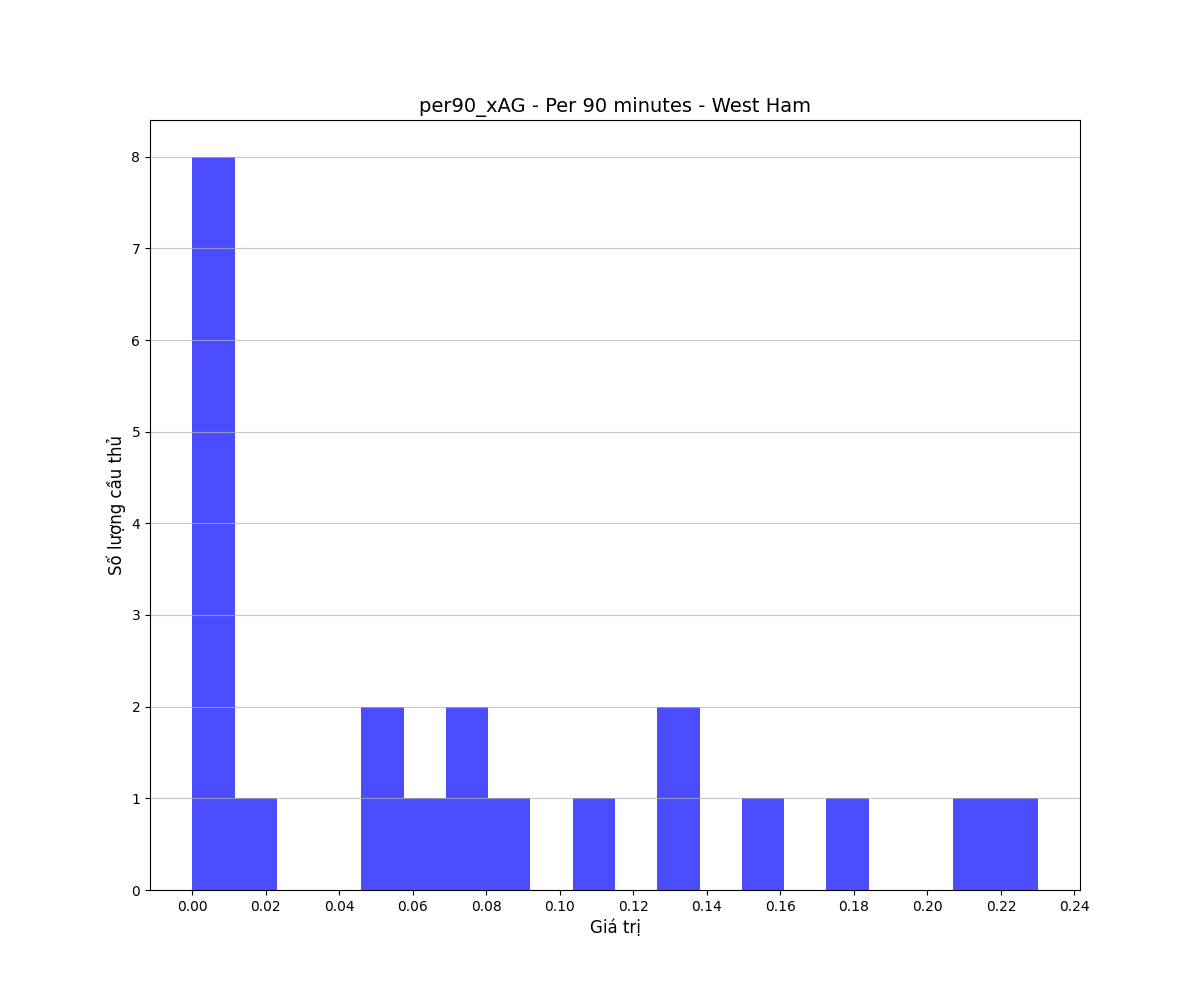 per90_xAG - Per 90 minutes - West Ham
Số lượng cầu thủ
8
7
6
5
4
3
2
1
0
0.00 0.02 0.04 0.06 0.08 0.10 0.12 0.14 0.16 0.18 0.20 0.22 0.24
Giá trị